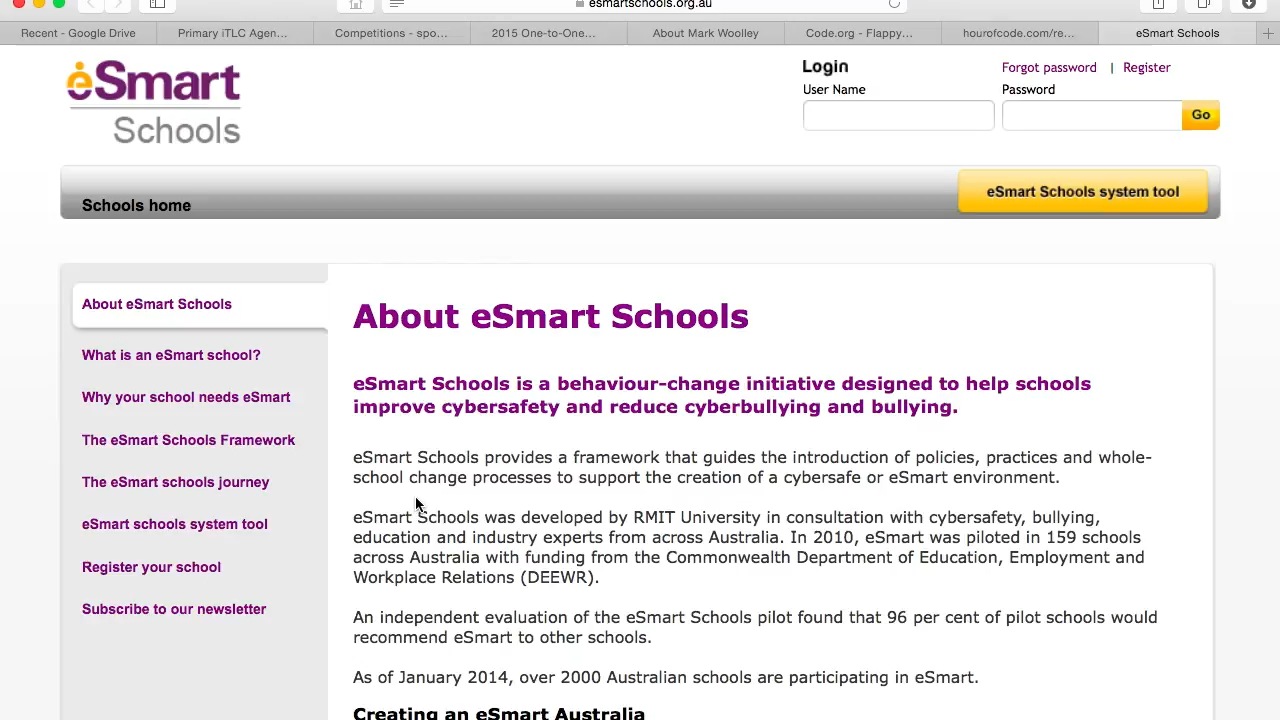 esmartschools.org.au
Recent - Google Drive
Primary iTLC Agen...
Competitions - spo...
2015 One-to-One...
About Mark Woolley
Code.org - Flappy...
hourofcode.com/re...
eSmart Schools
eSmart
Schools
Login
Forgot password | Register
User Name
Password
Go
Schools home
eSmart Schools system tool
About eSmart Schools
What is an eSmart school?
Why your school needs eSmart
The eSmart Schools Framework
The eSmart schools journey
eSmart schools system tool
Register your school
Subscribe to our newsletter
About eSmart Schools
eSmart Schools is a behaviour-change initiative designed to help schools
improve cybersafety and reduce cyberbullying and bullying.
eSmart Schools provides a framework that guides the introduction of policies, practices and whole-
school change processes to support the creation of a cybersafe or eSmart environment.
eSmart Schools was developed by RMIT University in consultation with cybersafety, bullying,
education and industry experts from across Australia. In 2010, eSmart was piloted in 159 schools
across Australia with funding from the Commonwealth Department of Education, Employment and
Workplace Relations (DEEWR).
An independent evaluation of the eSmart Schools pilot found that 96 per cent of pilot schools would
recommend eSmart to other schools.
As of January 2014, over 2000 Australian schools are participating in eSmart.
Creating an eSmart Australia